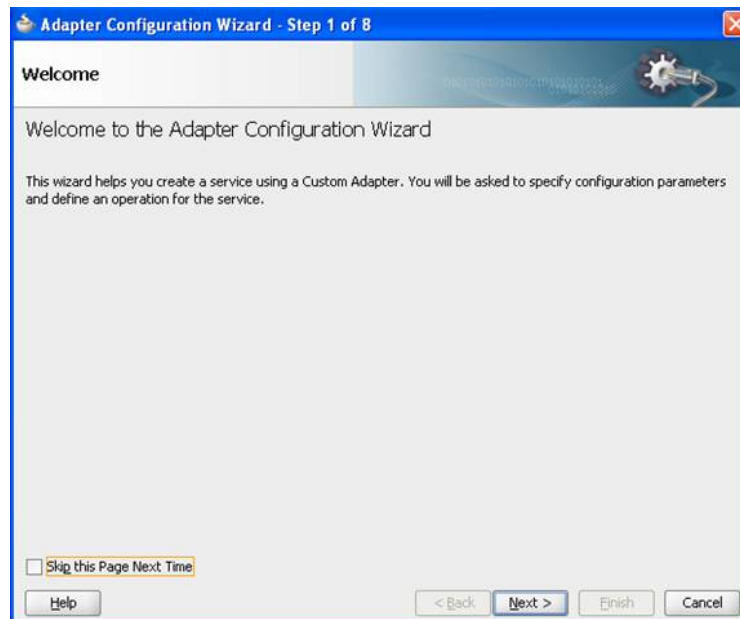 Adapter Configuration Wizard - Step 1 of 8
Welcome
Welcome to the Adapter Configuration Wizard
This wizard helps you create a service using a Custom Adapter. You will be asked to specify configuration parameters
and define an operation for the service.
Skip this Page Next Time
Help
< Back
Next >
Finish
Cancel